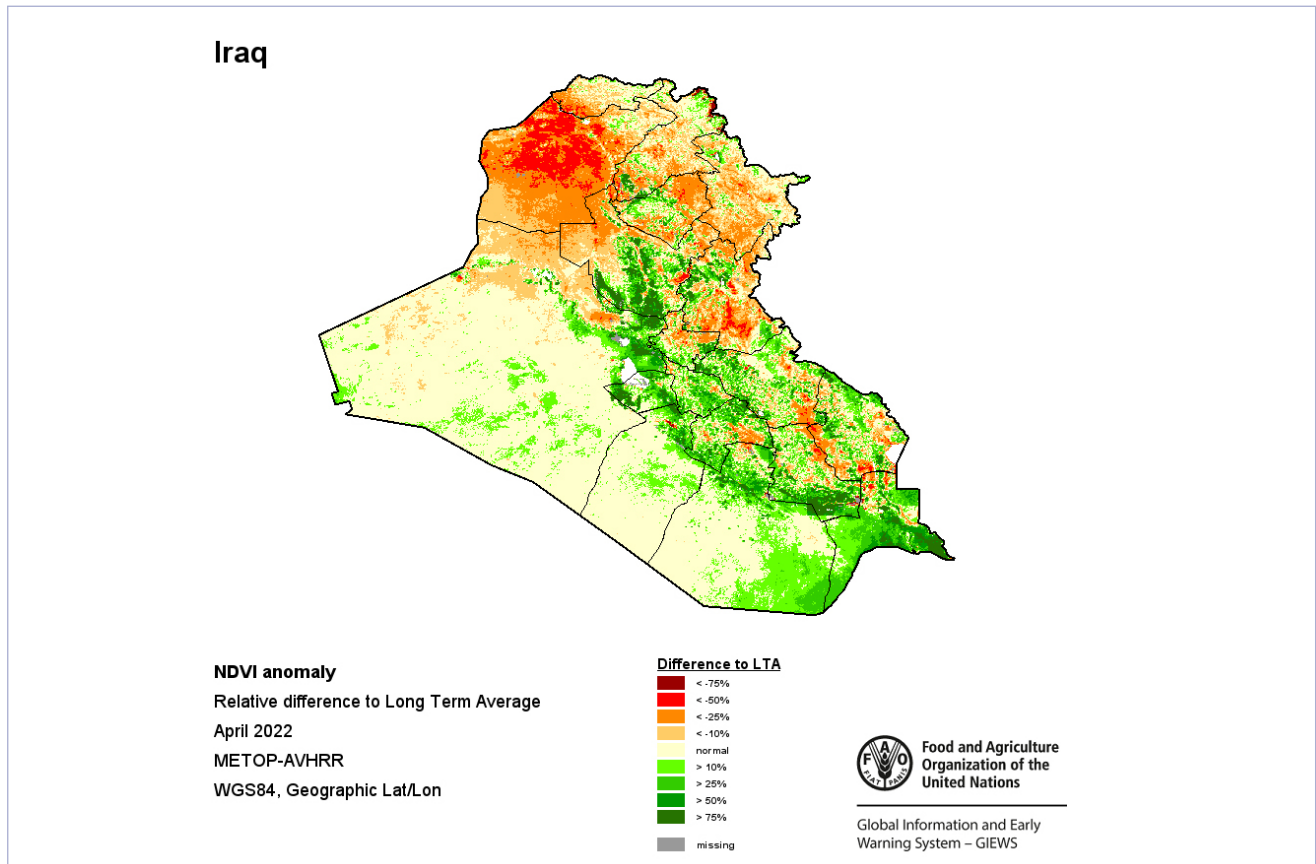 Iraq
NDVI anomaly
Relative difference to Long Term Average
April 2022
METOP-AVHRR
WGS84, Geographic Lat/Lon
Difference to LTA
< -75%
< -50%
< -25%
< -10%
normal
> 10%
> 25%
> 50%
> 75%
missing
F A O
FIAT PANIS
Food and Agriculture
Organization of the
United Nations
Global Information and Early
Warning System – GIEWS